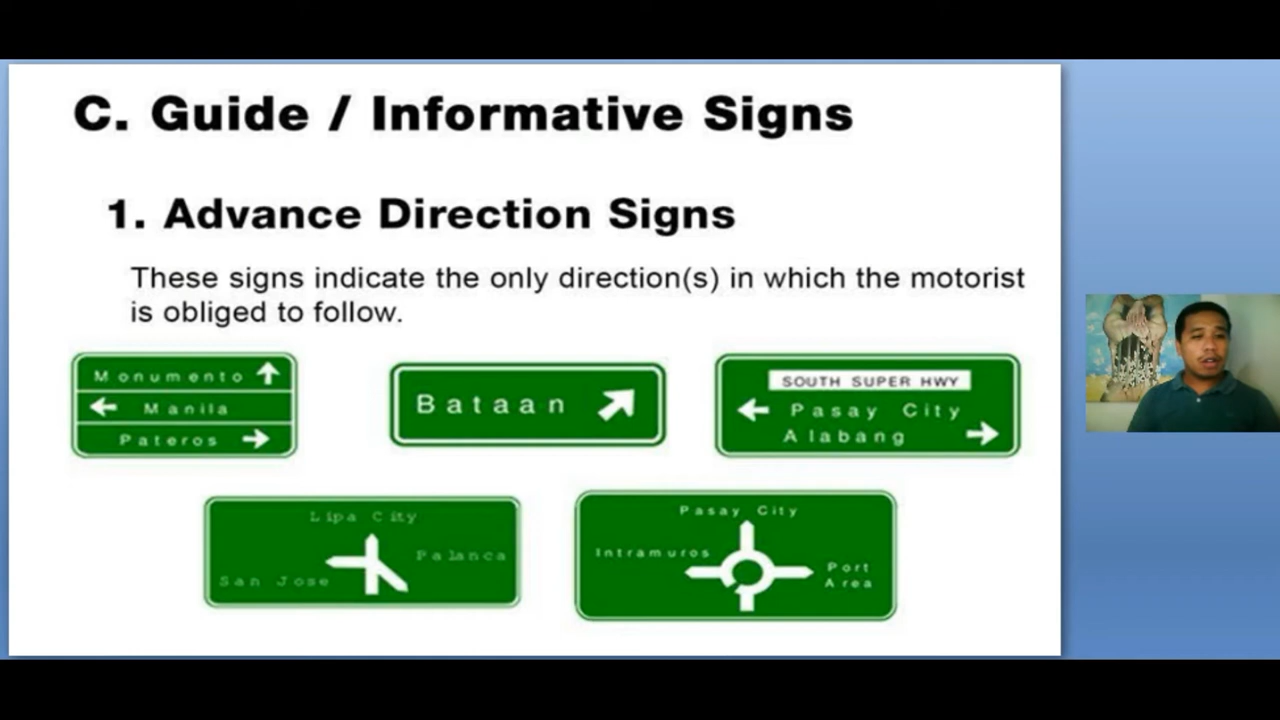 C. Guide / Informative Signs
1. Advance Direction Signs
These signs indicate the only direction(s) in which the motorist
is obliged to follow.
Monumento
Manila
Pateros
Bataan
SOUTH SUPER HWY
Pasay City
Alabang
Lipa City
Palanca
San Jose
Pasay City
Intramuros
Port
Area